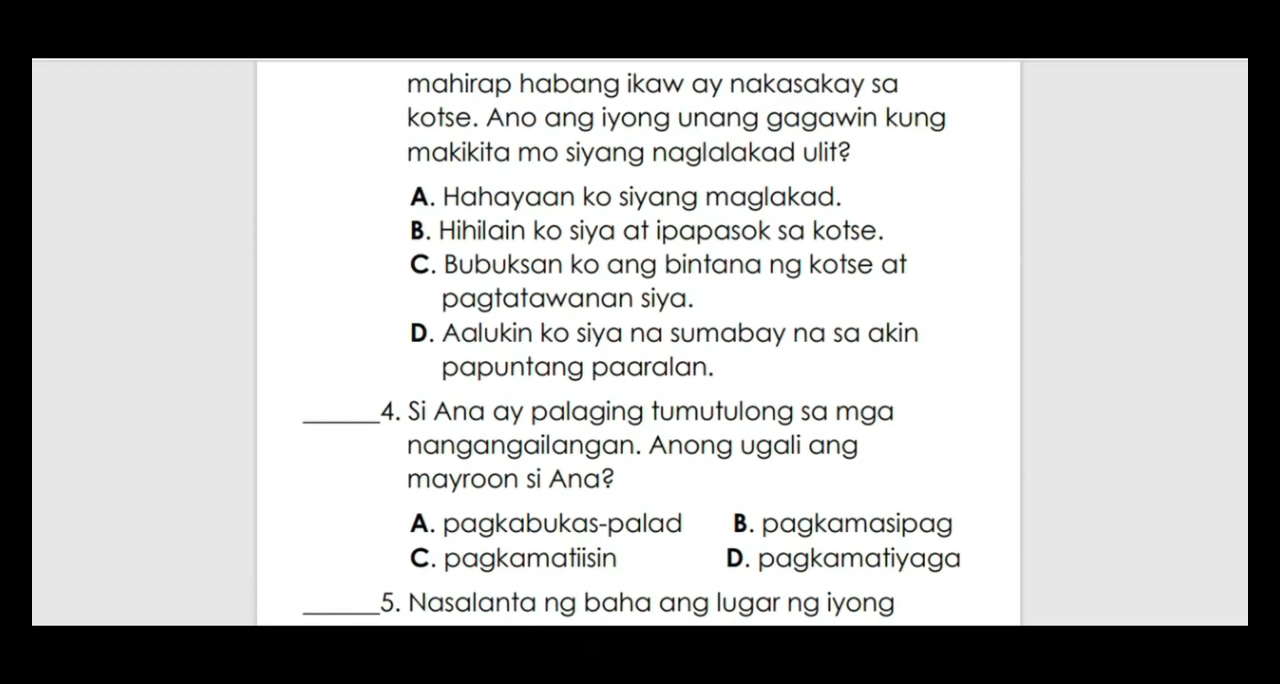 mahirap habang ikaw ay nakasakay sa
kotse. Ano ang iyong unang gagawin kung
makikita mo siyang naglalakad ulit?
A. Hahayaan ko siyang maglakad.
B. Hihilain ko siya at ipapasok sa kotse.
C. Bubuksan ko ang bintana ng kotse at
pagtatawanan siya.
D. Aalukin ko siya na sumabay na sa akin
papuntang paaralan.
______4. Si Ana ay palaging tumutulong sa mga
nangangailangan. Anong ugali ang
mayroon si Ana?
A. pagkabukas-palad B. pagkamasipag
C. pagkamatiisin D. pagkamatiyaga
______5. Nasalanta ng baha ang lugar ng iyong